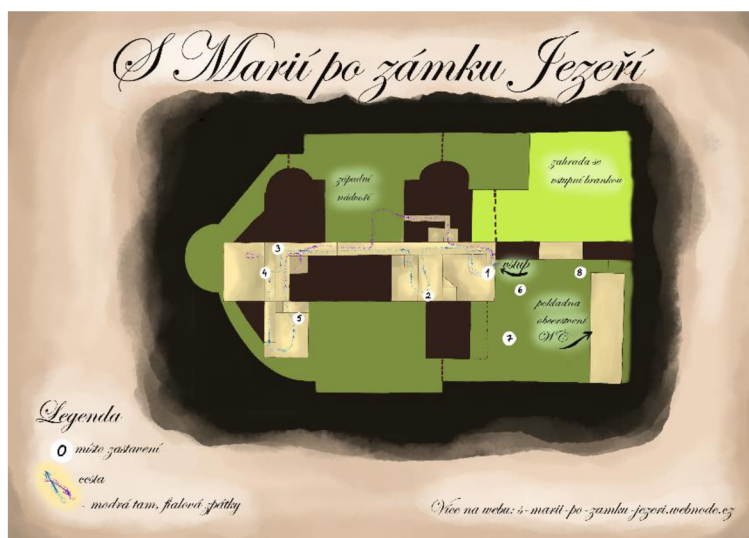 S Marií po zámku Jezeří
zahrada se
vstupní brankou
západní
nádvoří
3
4
1
vstup
8
6
2
pokladna
občerstvení
WC
5
7
Legenda
0 místo zastavení
cesta
- modrá tam, fialová zpátky
Více na webu: s-marii-po-zamku-jezeri.webnode.cz